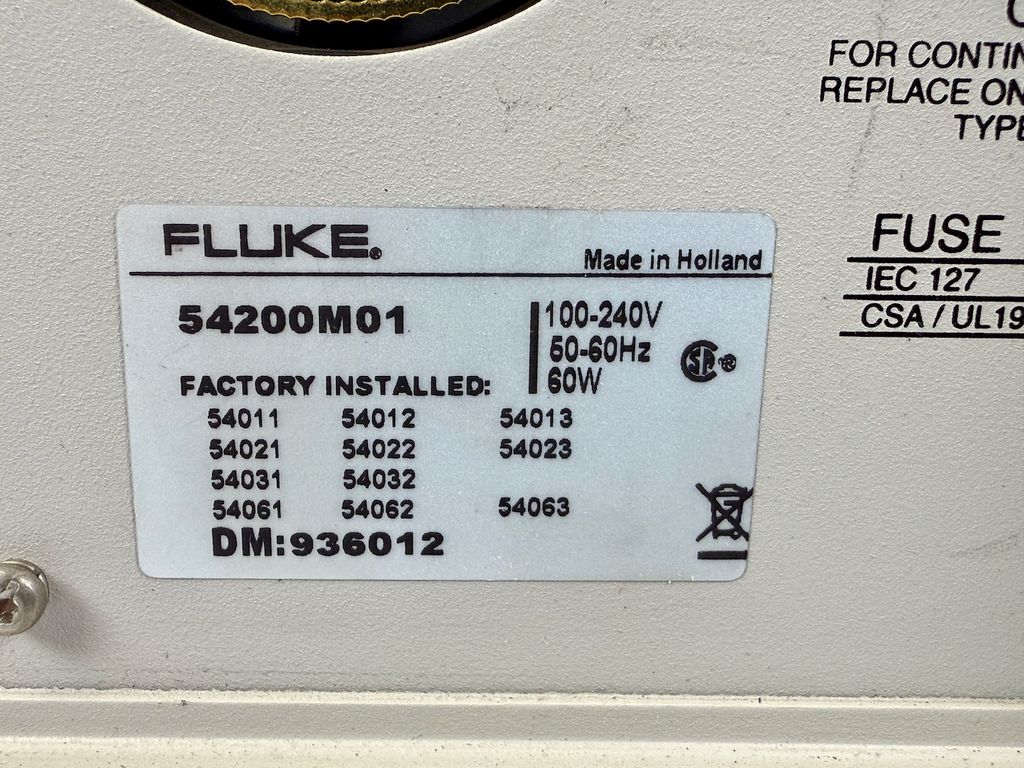 FOR CONTIN
REPLACE ON
TYPE
FLUKE®
Made in Holland
54200M01
100-240V
50-60Hz
60W
FACTORY INSTALLED:
54011 54012 54013
54021 54022 54023
54031 54032
54061 54062 54063
DM:936012
FUSE
IEC 127
CSA / UL19